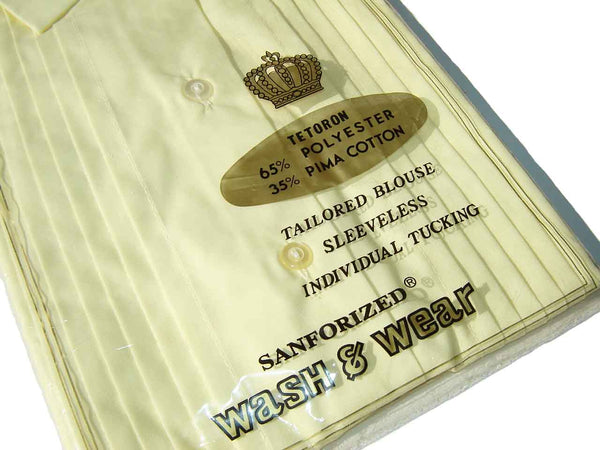 TETORON
65% POLYESTER
35% PIMA COTTON
TAILORED BLOUSE
SLEEVELESS
INDIVIDUAL TUCKING
SANFORIZED®
wasH & wear